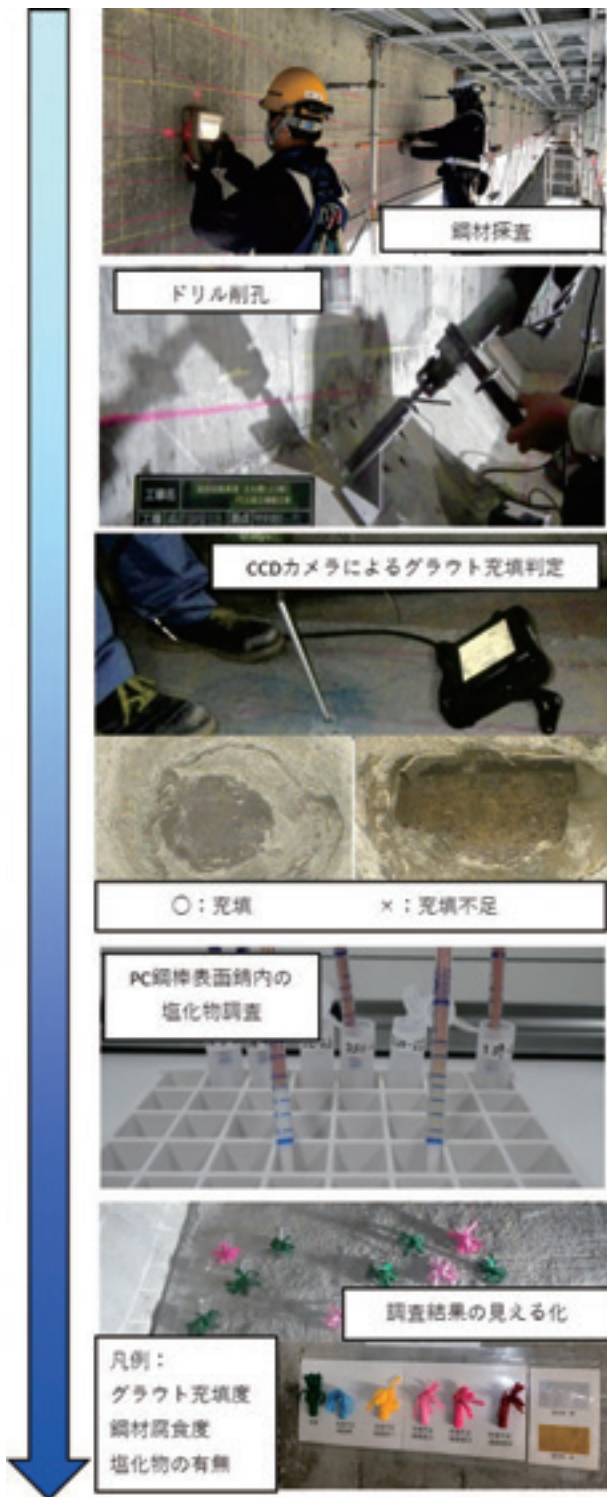 鋼材探査
ドリル削孔
工事名
CCDカメラによるグラウト充填判定
〇：充填 ×：充填不足
PC鋼棒表面錆内の
塩化物調査
調査結果の見える化
凡例：
グラウト充填度
鋼材腐食度
塩化物の有無